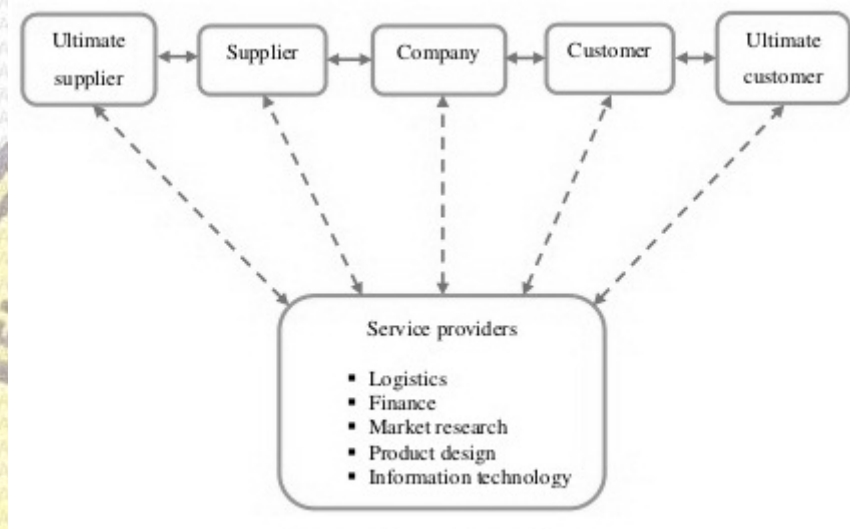 Ultimate
supplier
Supplier
Company
Customer
Ultimate
customer
Service providers
▪ Logistics
▪ Finance
▪ Market research
▪ Product design
▪ Information technology